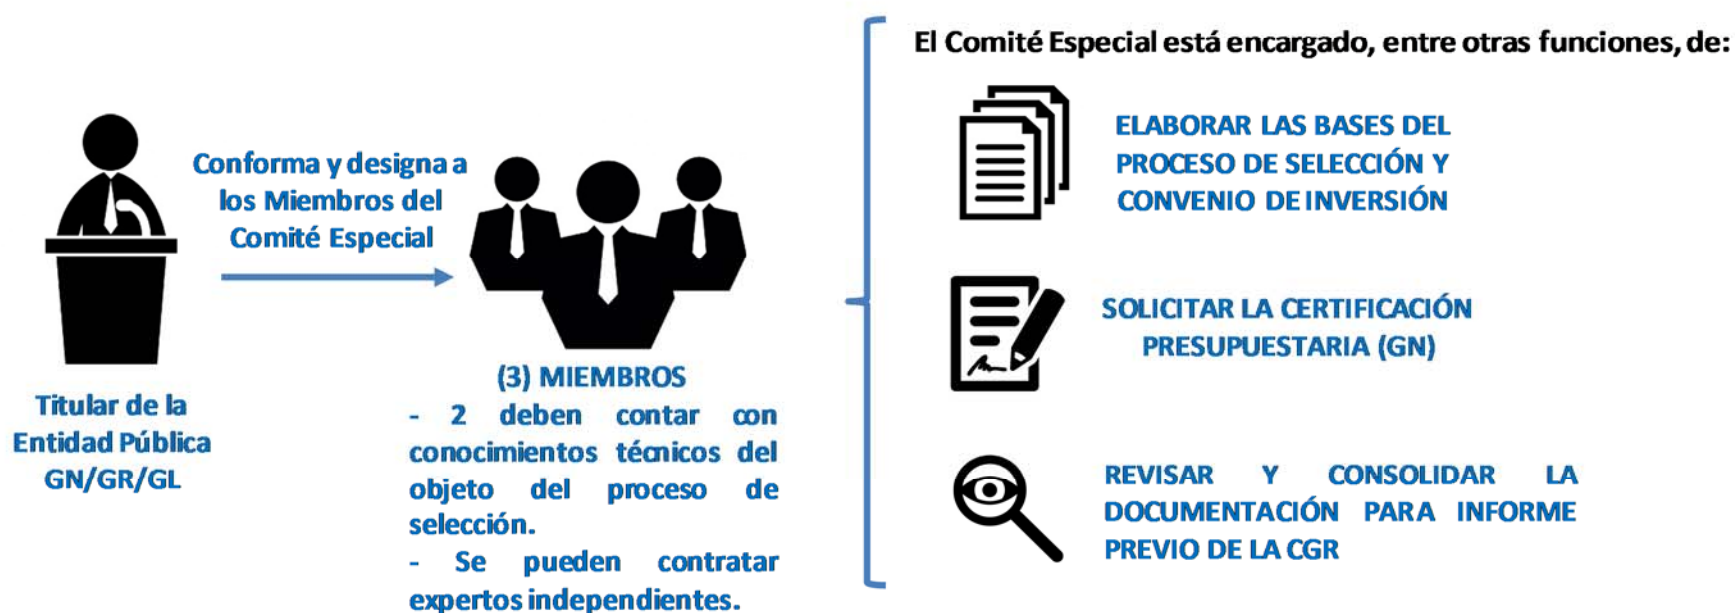 Titular de la
Entidad Pública
GN/GR/GL
Conforma y designa a
los Miembros del
Comité Especial
(3) MIEMBROS
- 2 deben contar con
conocimientos técnicos del
objeto del proceso de
selección.
- Se pueden contratar
expertos independientes.
El Comité Especial está encargado, entre otras funciones, de:
ELABORAR LAS BASES DEL
PROCESO DE SELECCIÓN Y
CONVENIO DE INVERSIÓN
SOLICITAR LA CERTIFICACIÓN
PRESUPUESTARIA (GN)
REVISAR Y CONSOLIDAR LA
DOCUMENTACIÓN PARA INFORME
PREVIO DE LA CGR